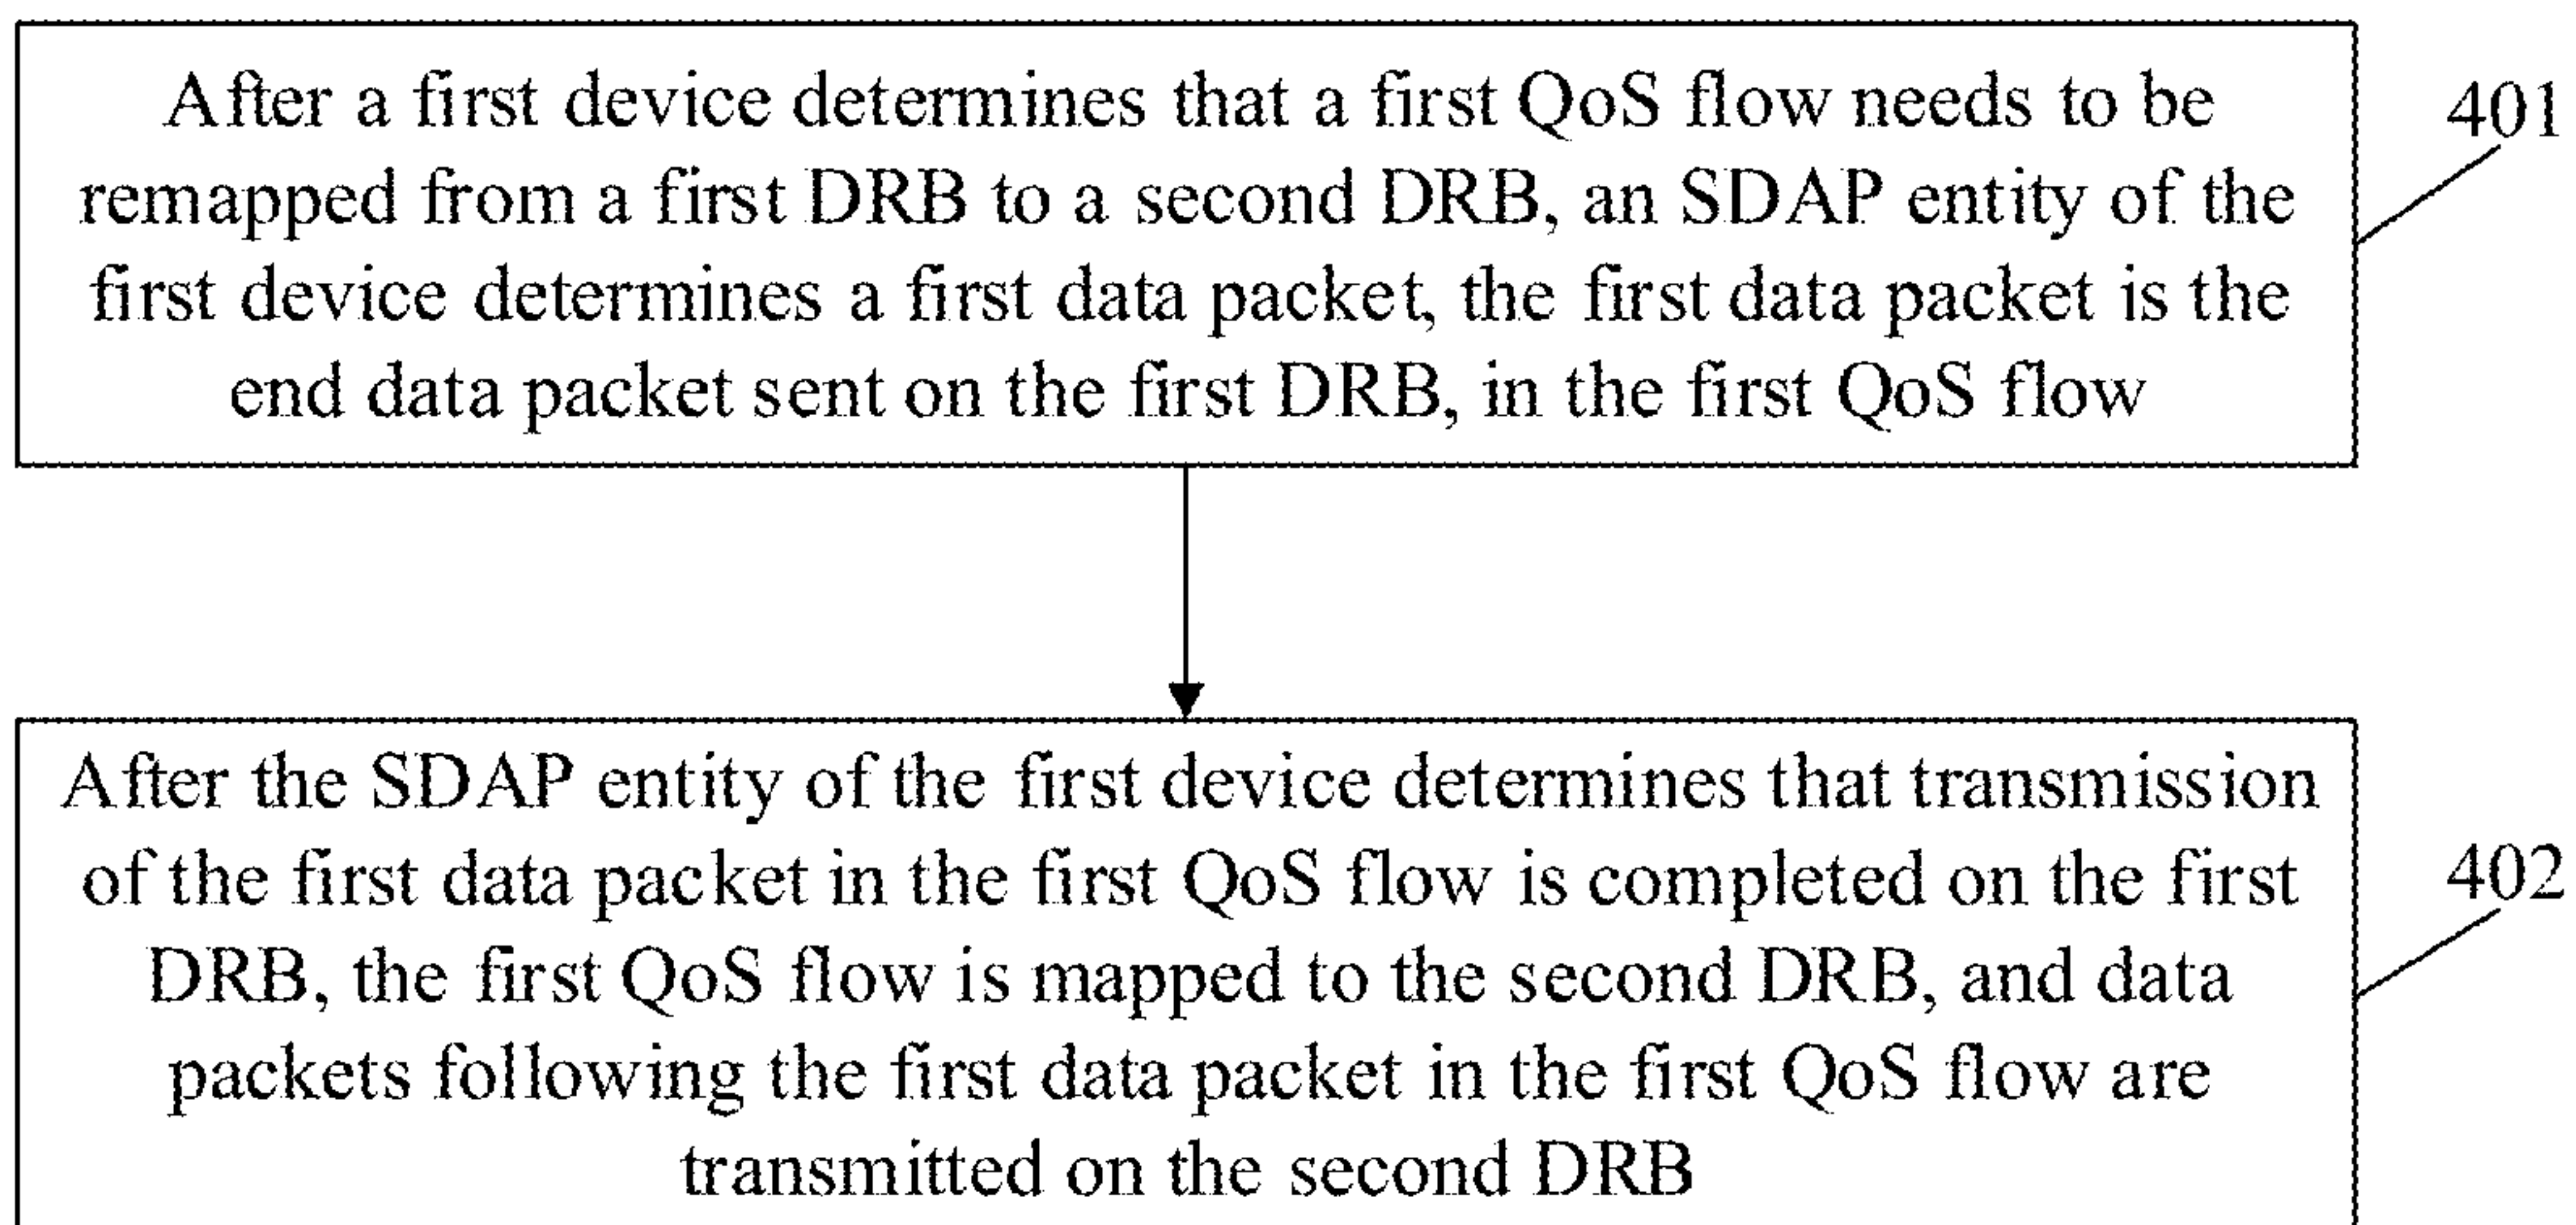 After a first device determines that a first QoS flow needs to be
remapped from a first DRB to a second DRB, an SDAP entity of the
first device determines a first data packet, the first data packet is the
end data packet sent on the first DRB, in the first QoS flow
401
After the SDAP entity of the first device determines that transmission
of the first data packet in the first QoS flow is completed on the first
DRB, the first QoS flow is mapped to the second DRB, and data
packets following the first data packet in the first QoS flow are
transmitted on the second DRB
402